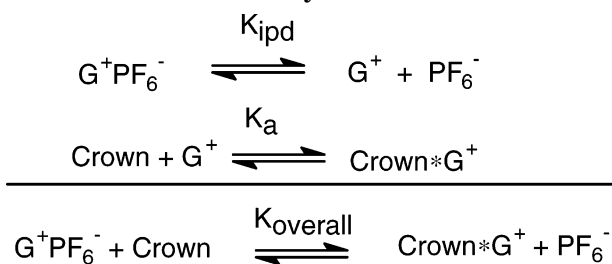 K_ipd
G⁺PF₆⁻ ⇌ G⁺ + PF₆⁻
K_a
Crown + G⁺ ⇌ Crown*G⁺
K_overall
G⁺PF₆⁻ + Crown ⇌ Crown*G⁺ + PF₆⁻